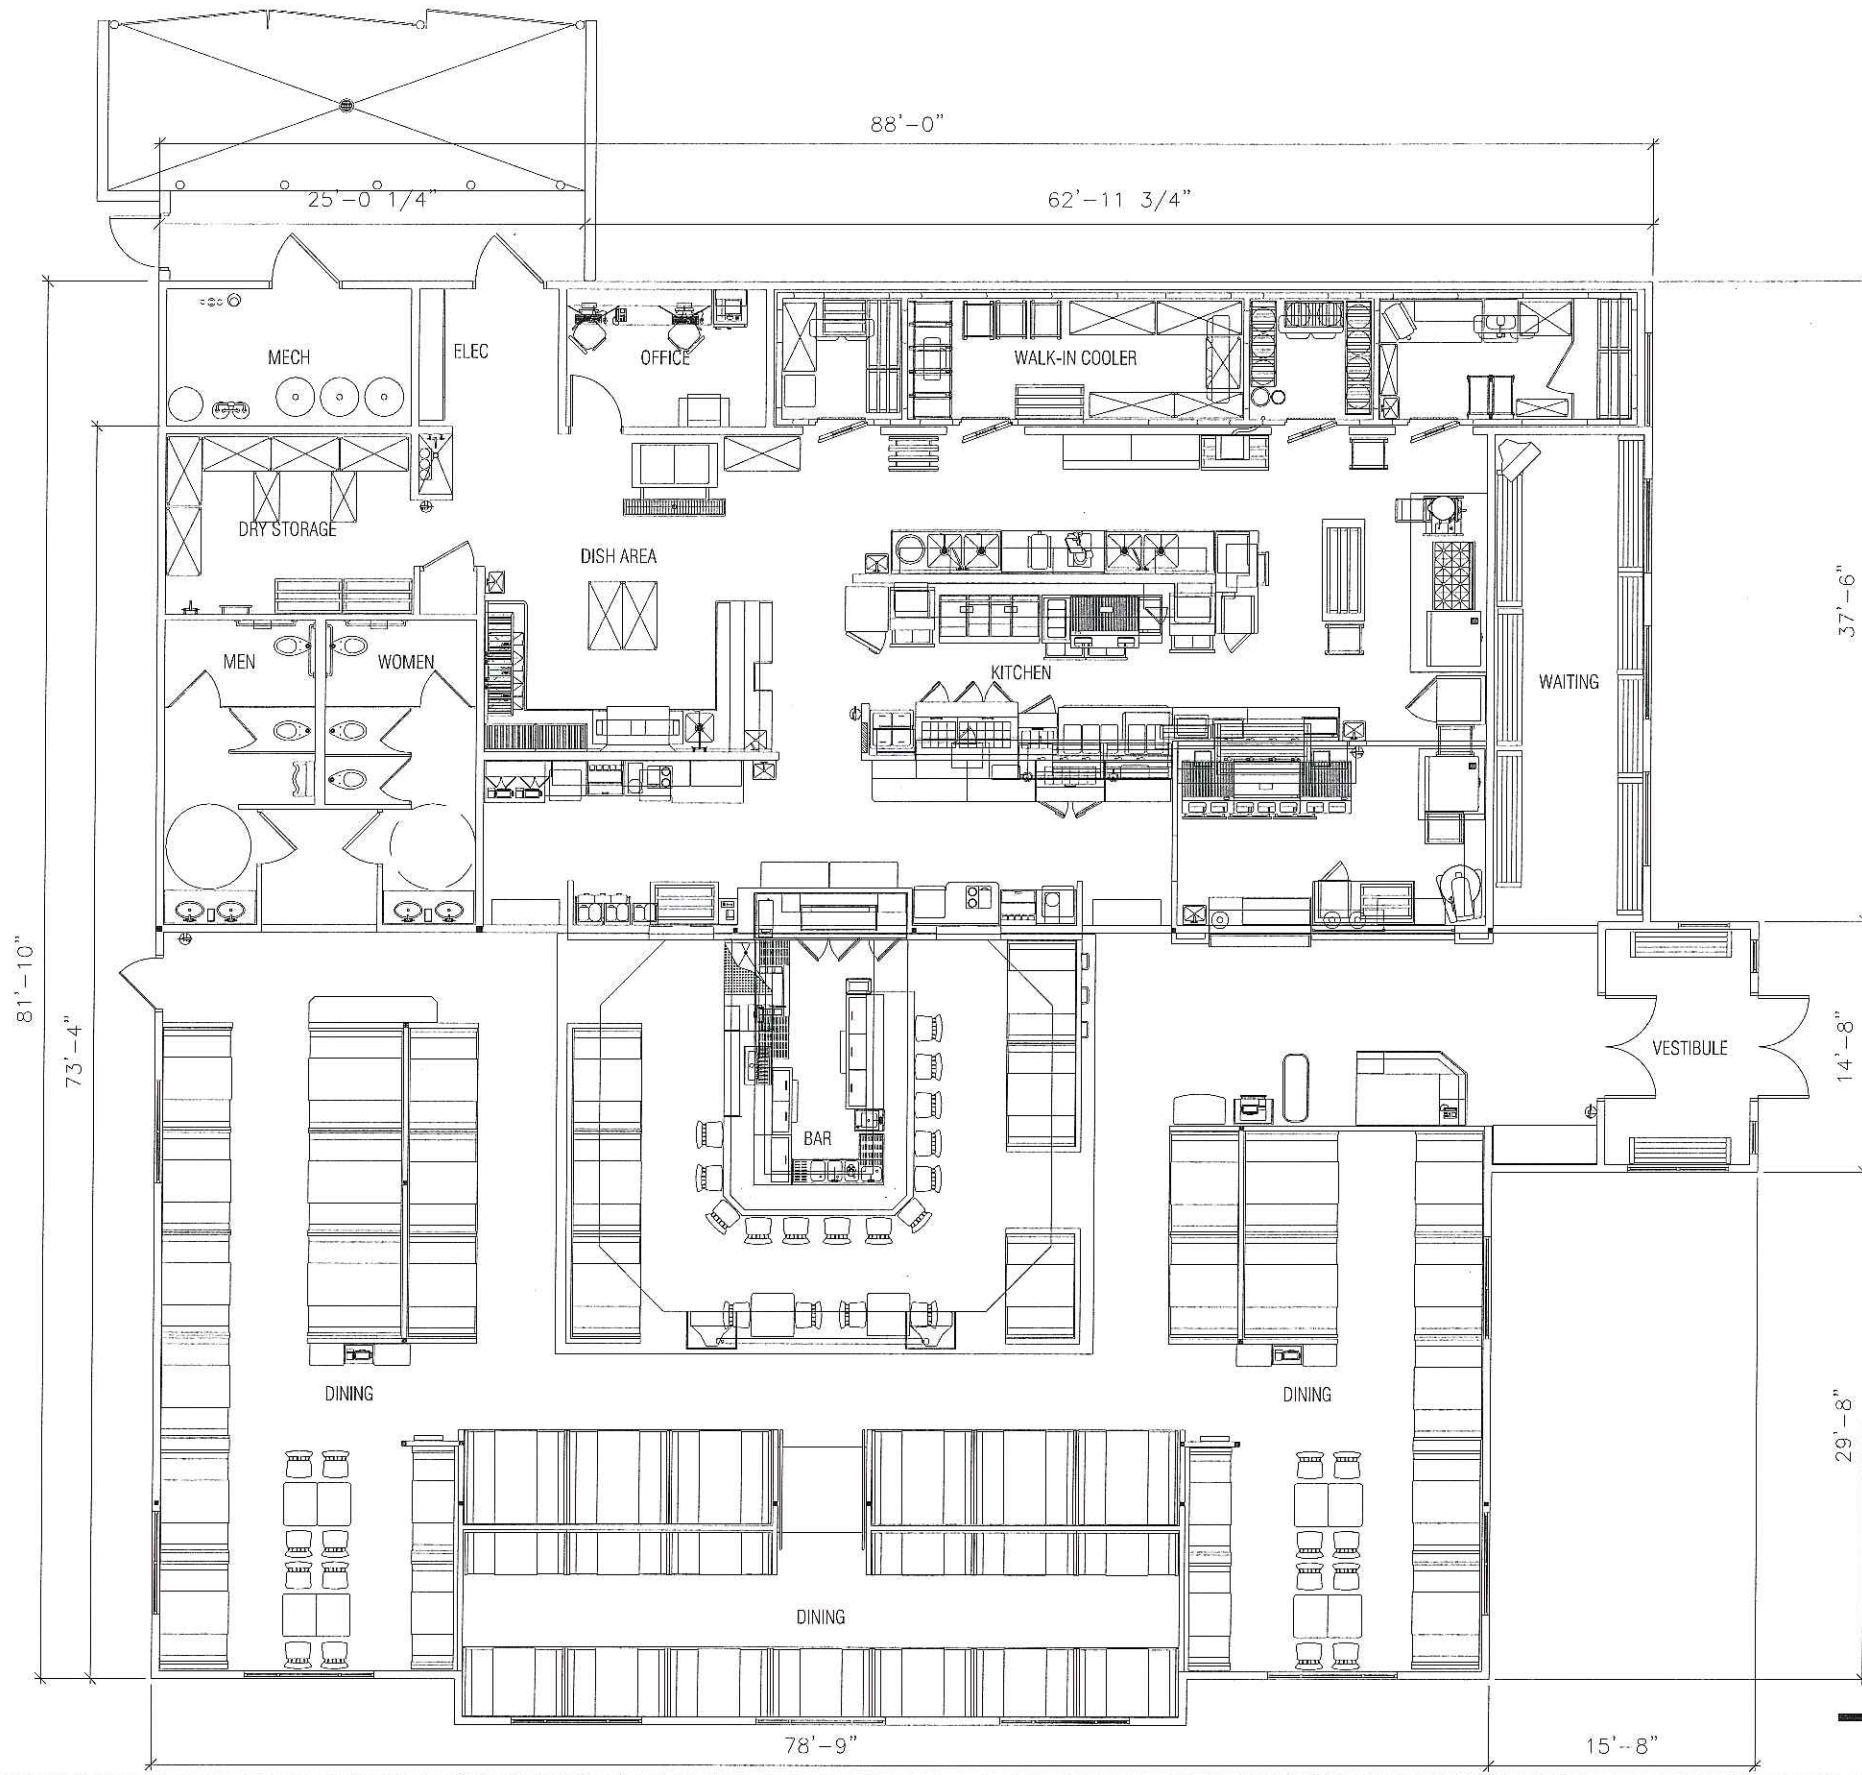 88'-0"
25'-0 1/4"
62'-11 3/4"
MECH
ELEC
OFFICE
WALK-IN COOLER
DRY STORAGE
DISH AREA
37'-6"
MEN
WOMEN
KITCHEN
WAITING
81'-10"
73'-4"
14'-8"
VESTIBULE
BAR
DINING
DINING
29'-8"
DINING
78'-9"
15'-8"